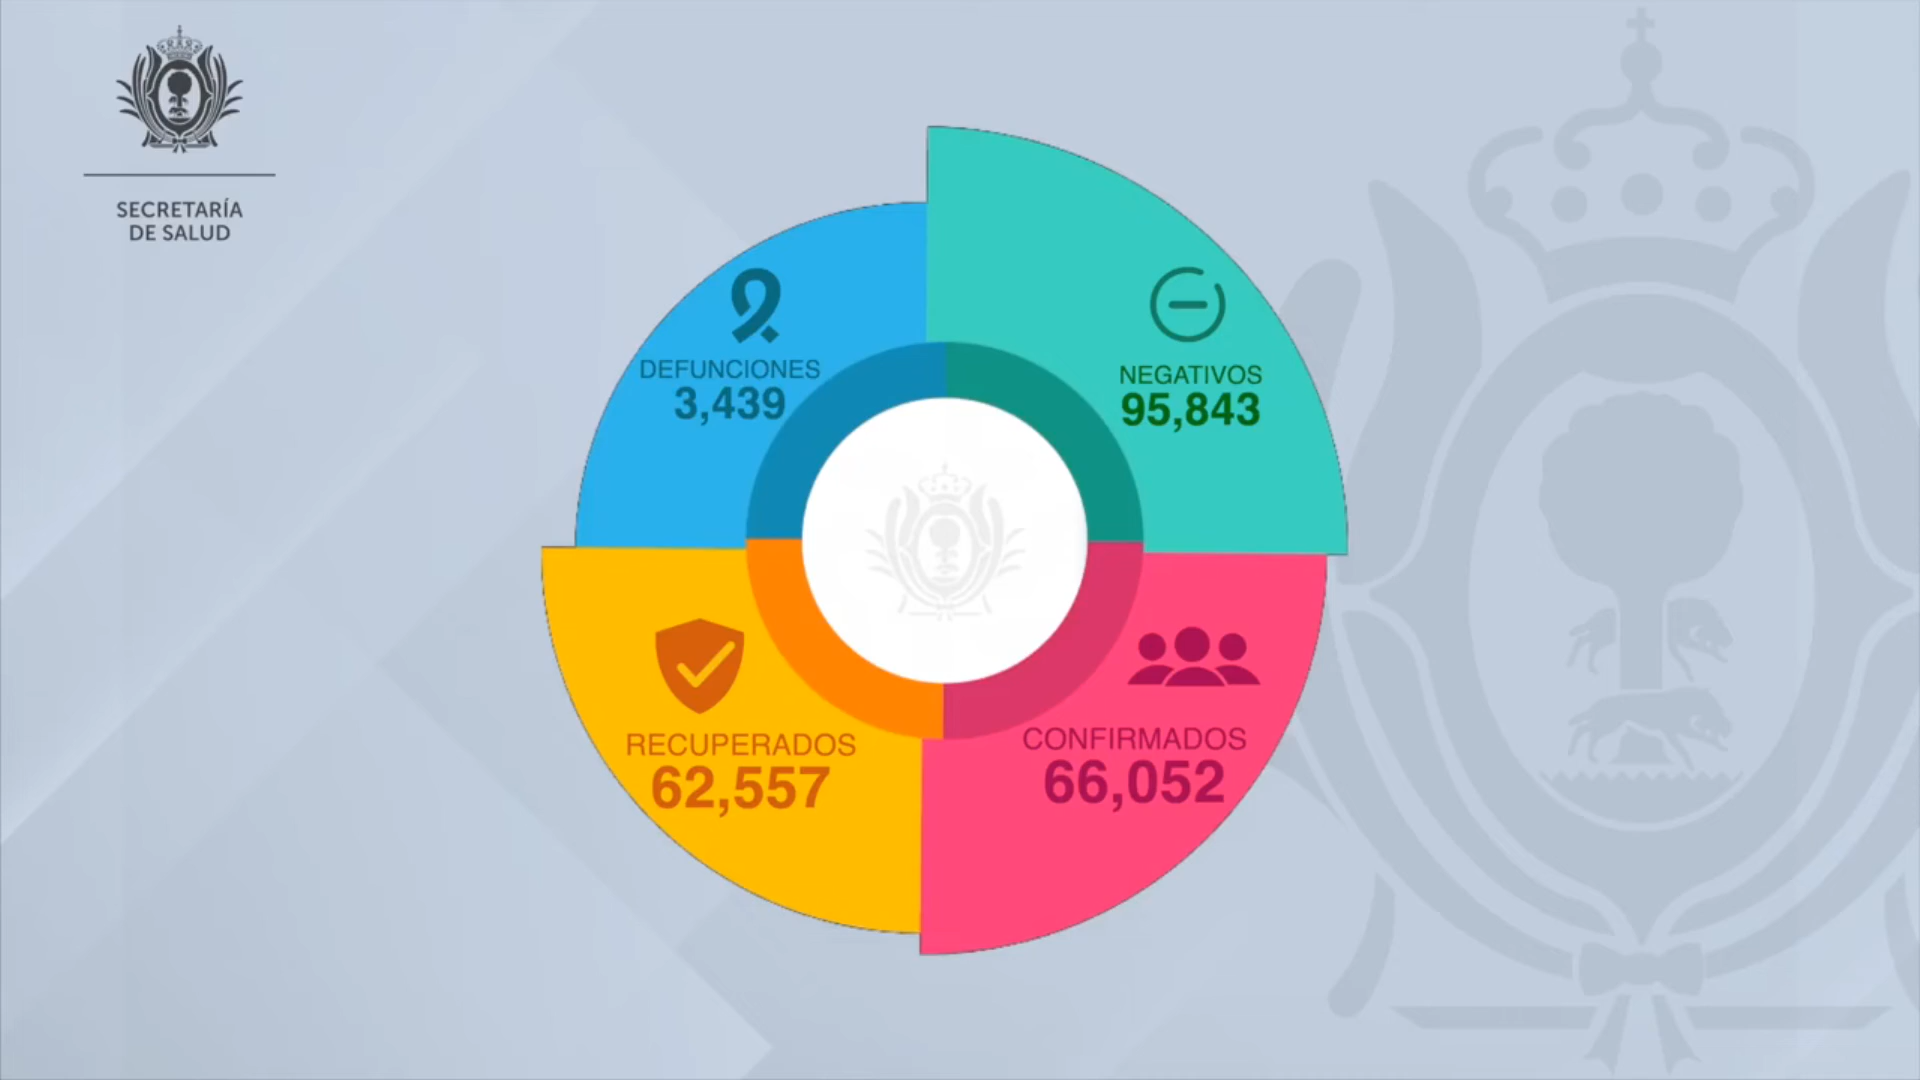 SECRETARÍA
DE SALUD
DEFUNCIONES
3,439
NEGATIVOS
95,843
RECUPERADOS
62,557
CONFIRMADOS
66,052